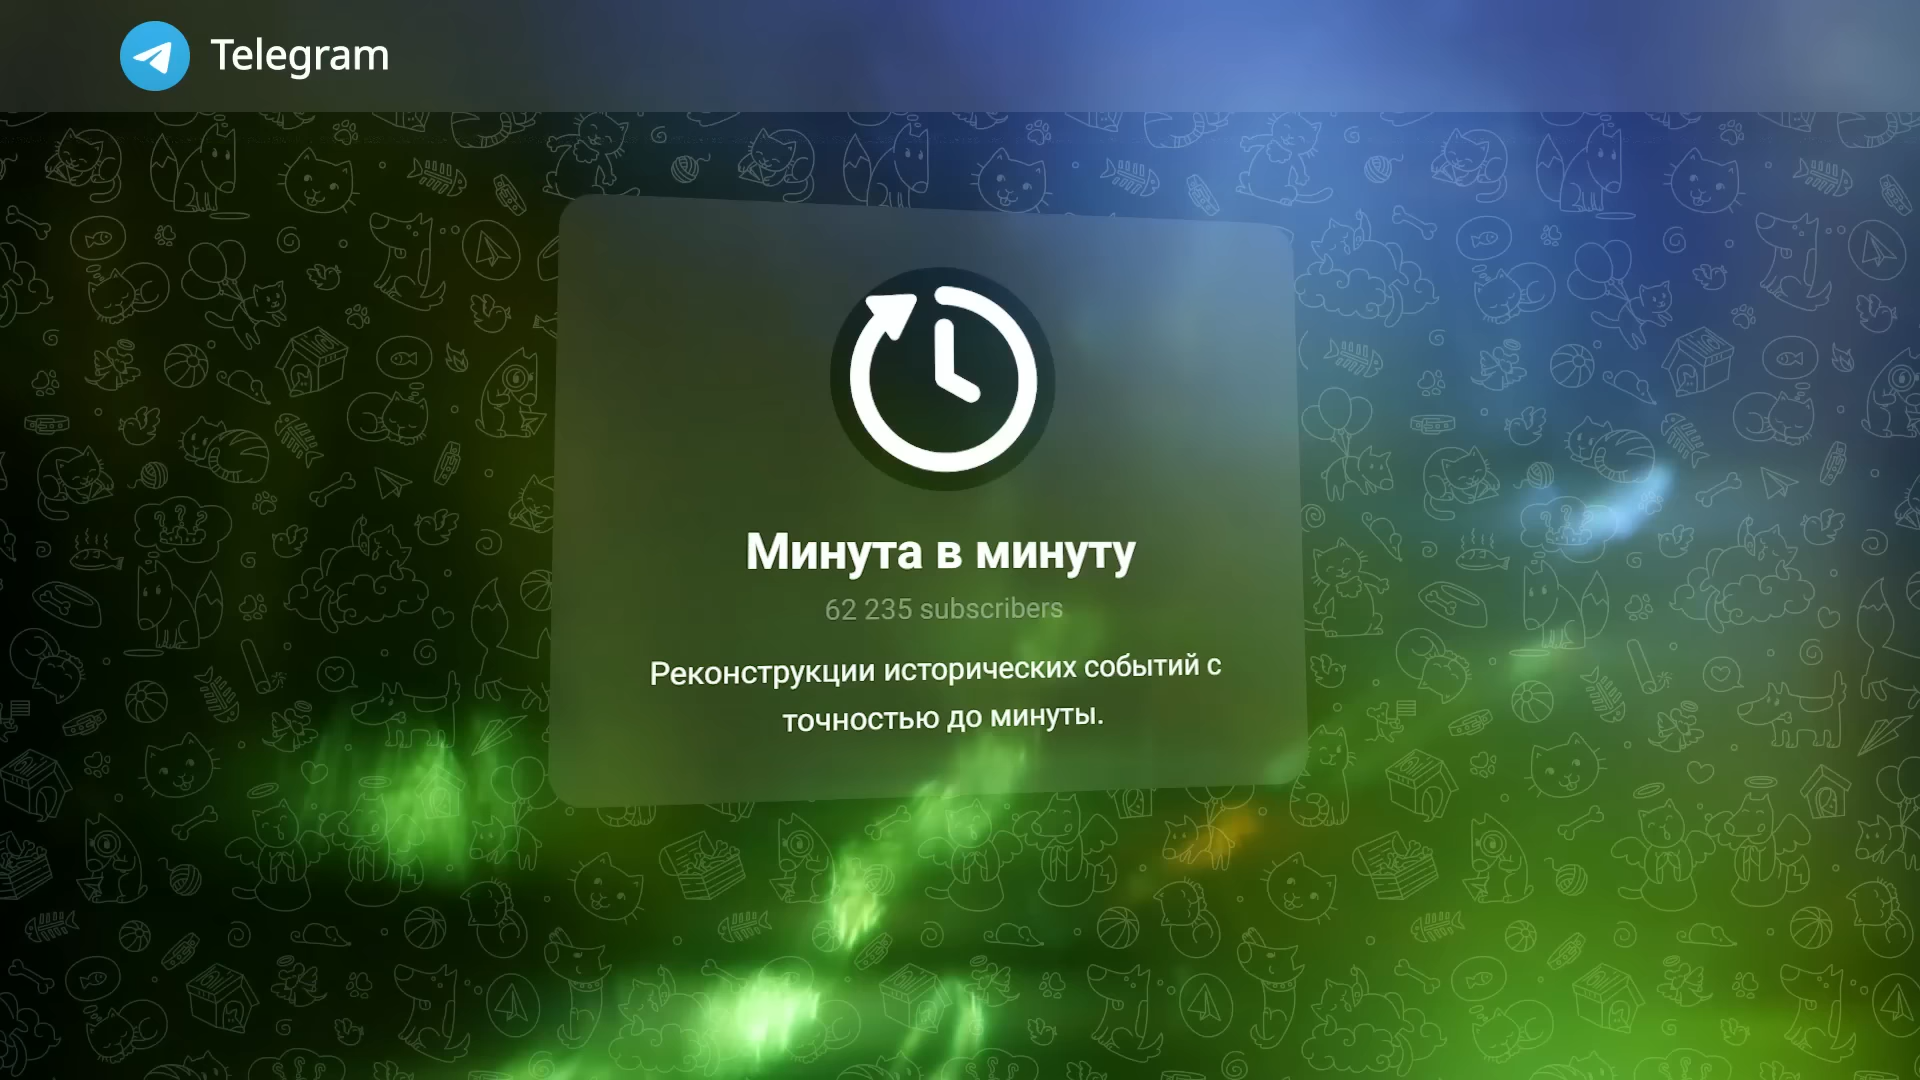 Telegram
Минута в минуту
62 235 subscribers
Реконструкции исторических событий с
точностью до минуты.